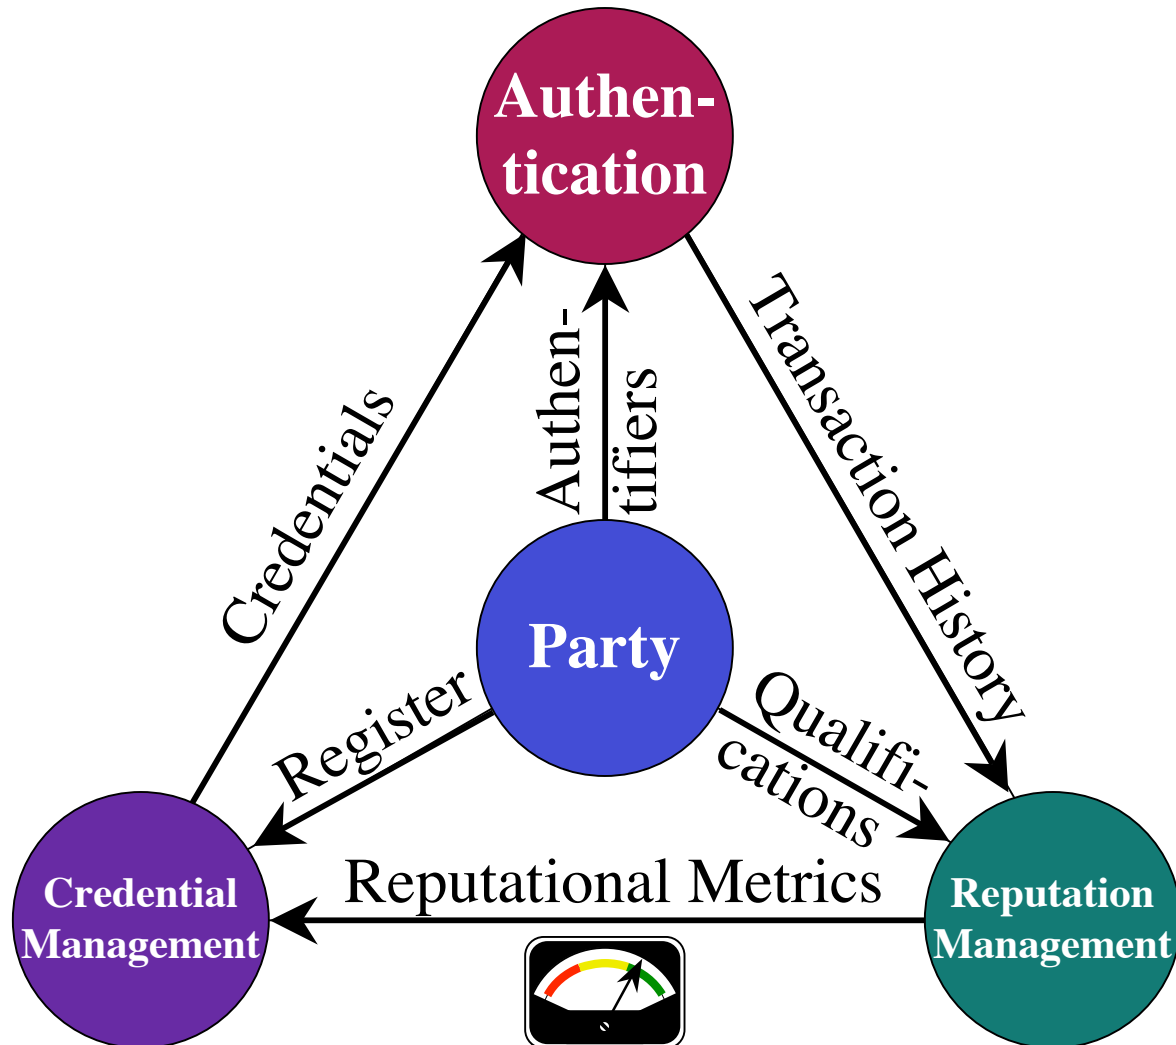 Authen-
tication
Transaction History
Authen-
tifiers
Credentials
Party
Register
Qualifi-
cations
Reputational Metrics
Credential
Management
Reputation
Management